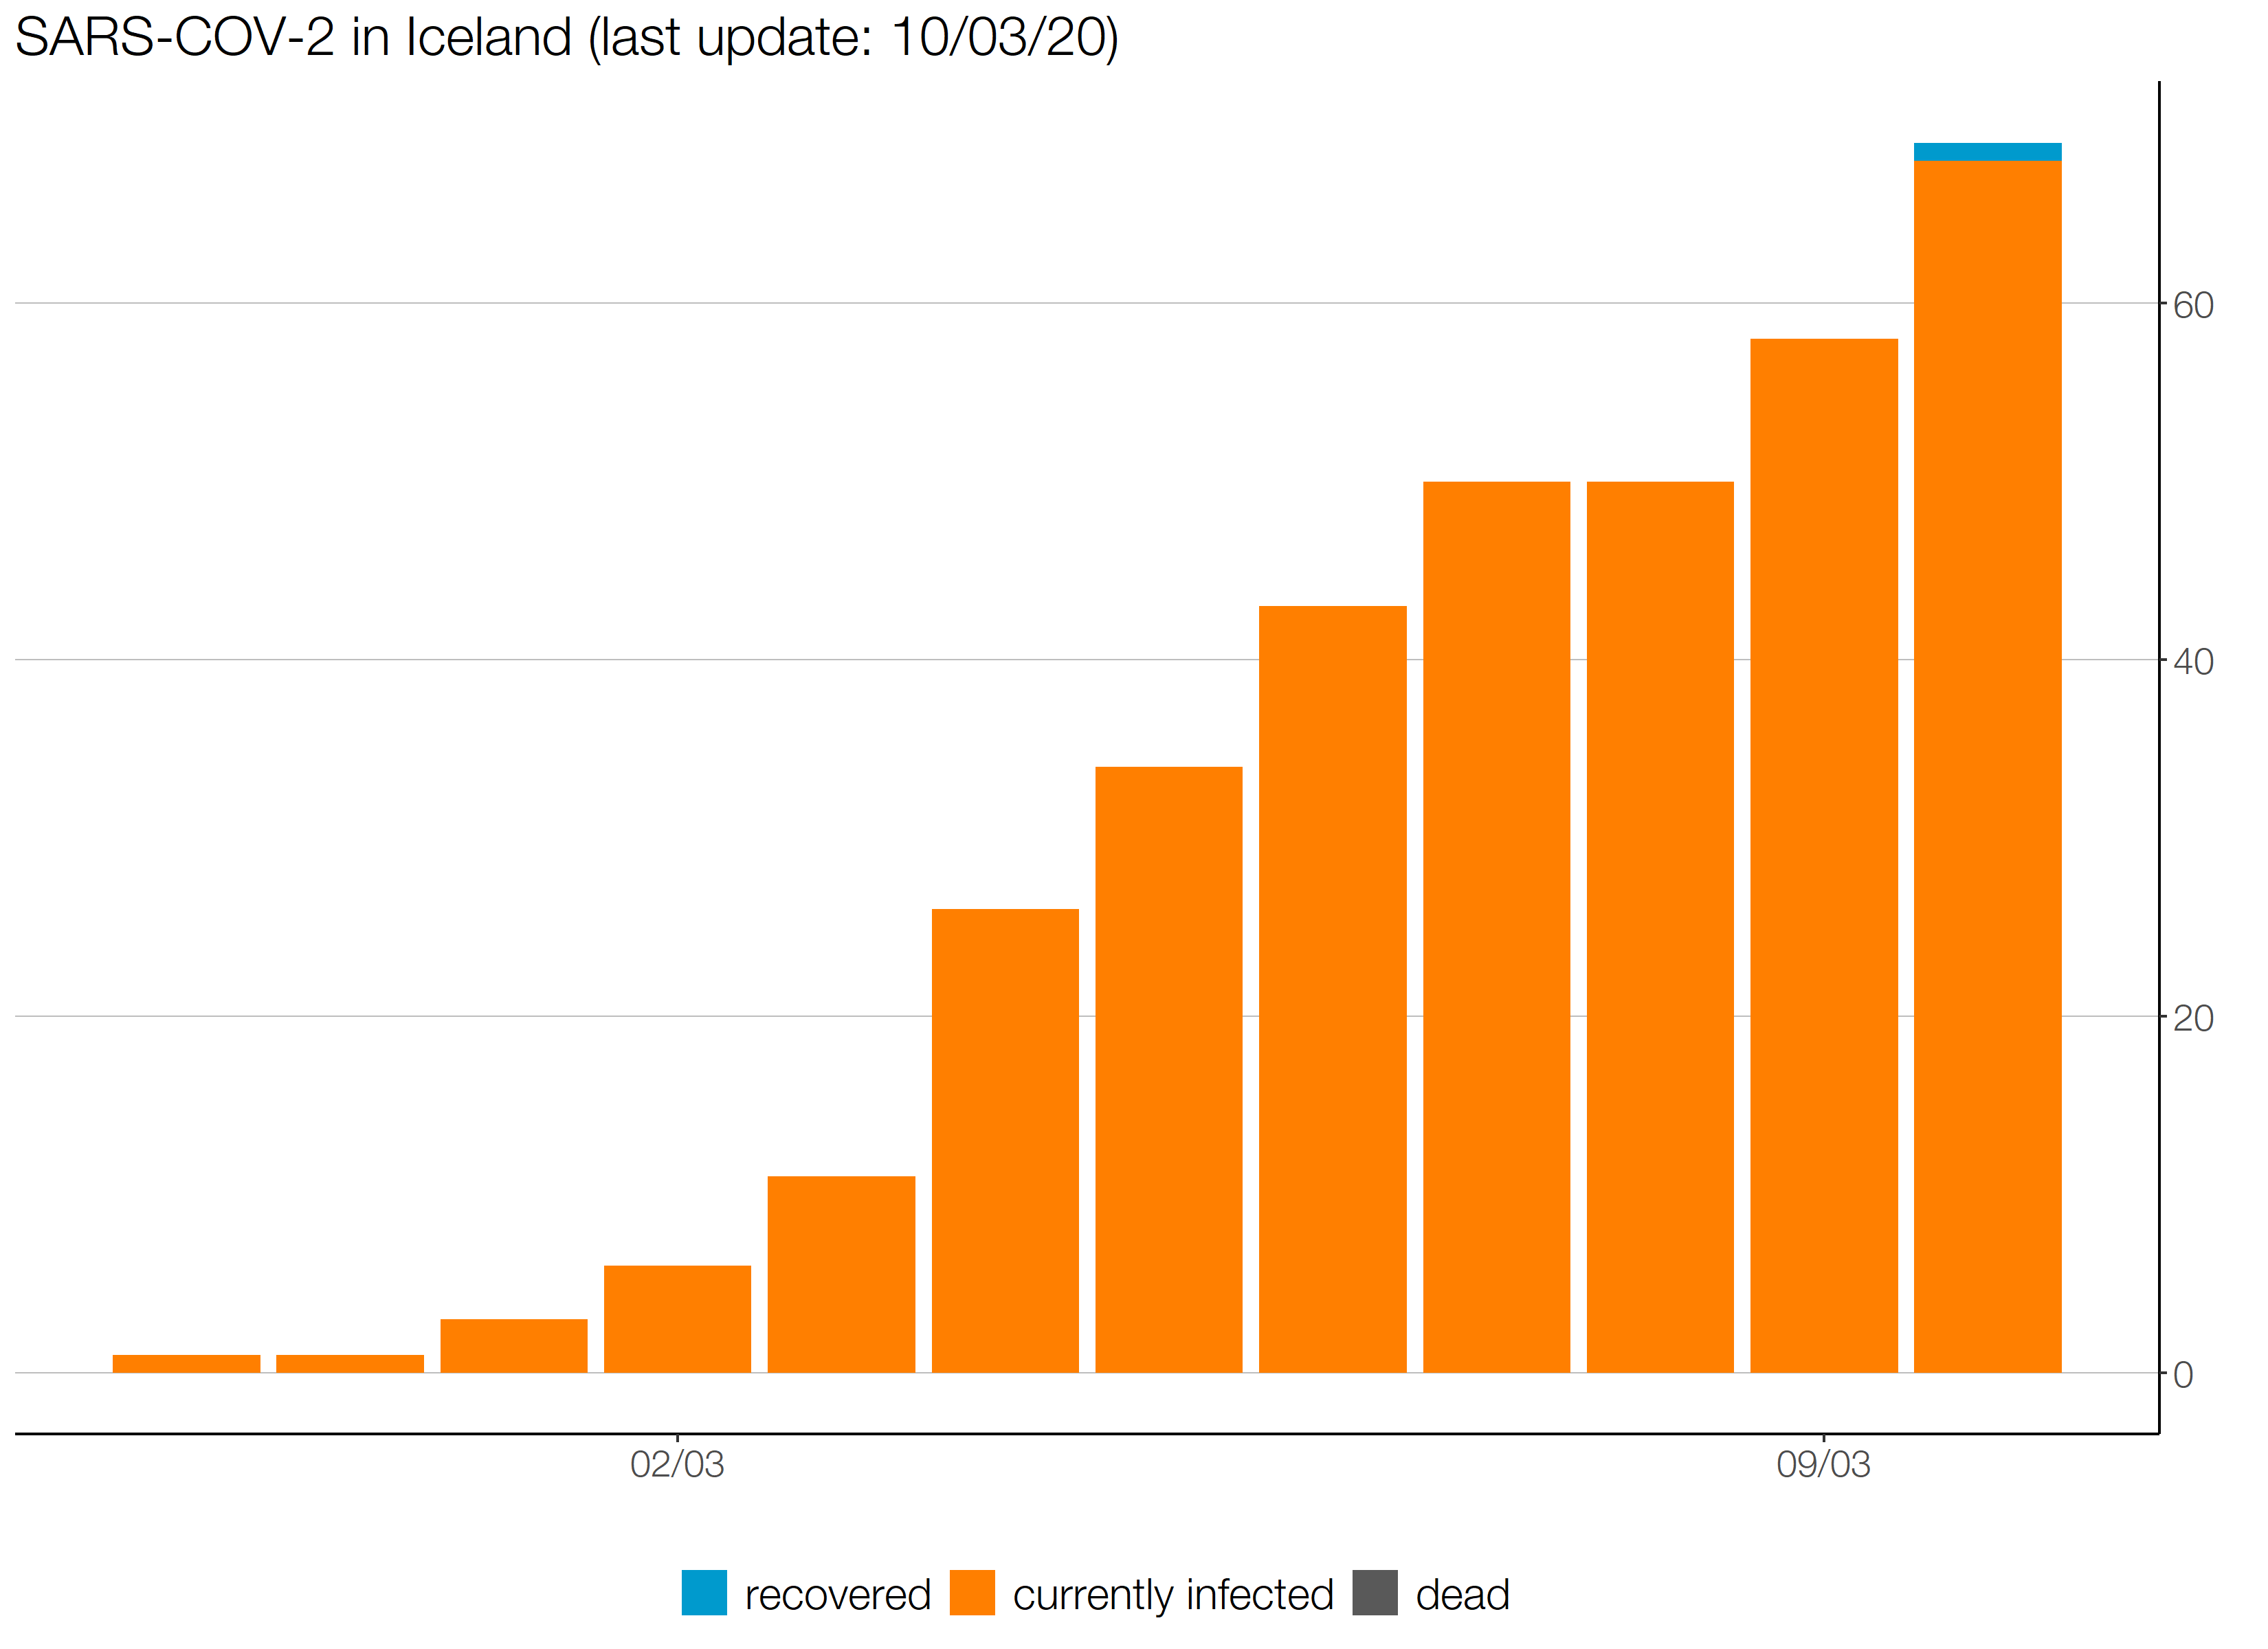 SARS-COV-2 in Iceland (last update: 10/03/20)
60
40
20
0
02/03 09/03
recovered currently infected dead